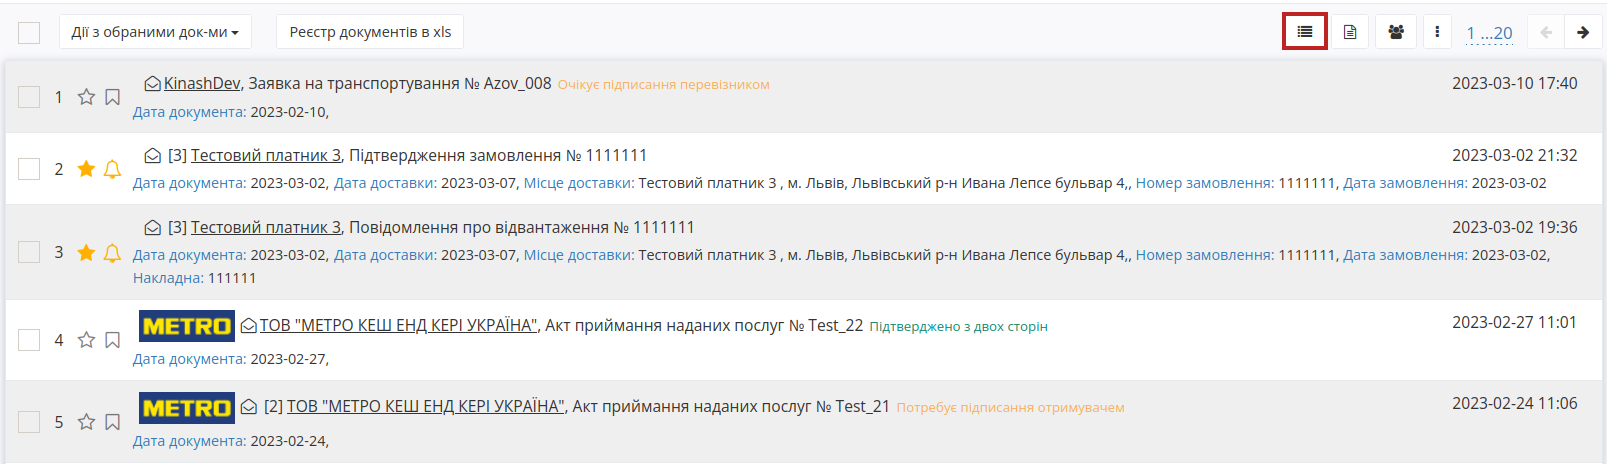 Дії з обраними док-ми Реєстр документів в xls 1 ...20
1 KinashDev, Заявка на транспортування № Azov_008 Очікує підписання перевізником 2023-03-10 17:40
Дата документа: 2023-02-10,
2 [3] Тестовий платник 3, Підтвердження замовлення № 1111111 2023-03-02 21:32
Дата документа: 2023-03-02, Дата доставки: 2023-03-07, Місце доставки: Тестовий платник 3 , м. Львів, Львівський р-н Ивана Лепсе бульвар 4,, Номер замовлення: 1111111, Дата замовлення: 2023-03-02
3 [3] Тестовий платник 3, Повідомлення про відвантаження № 1111111 2023-03-02 19:36
Дата документа: 2023-03-02, Дата доставки: 2023-03-07, Місце доставки: Тестовий платник 3 , м. Львів, Львівський р-н Ивана Лепсе бульвар 4,, Номер замовлення: 1111111, Дата замовлення: 2023-03-02,
Накладна: 111111
4 METRO ТОВ "МЕТРО КЕШ ЕНД КЕРІ УКРАЇНА", Акт приймання наданих послуг № Test_22 Підтверджено з двох сторін 2023-02-27 11:01
Дата документа: 2023-02-27,
5 METRO [2] ТОВ "МЕТРО КЕШ ЕНД КЕРІ УКРАЇНА", Акт приймання наданих послуг № Test_21 Потребує підписання отримувачем 2023-02-24 11:06
Дата документа: 2023-02-24,